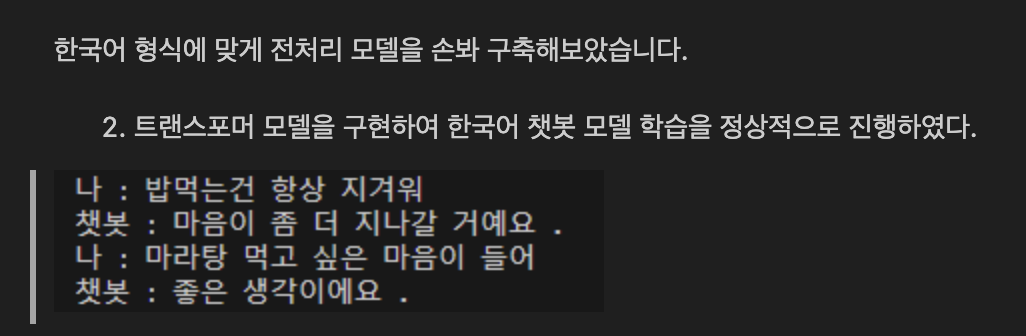 한국어 형식에 맞게 전처리 모델을 손봐 구축해보았습니다.
2. 트랜스포머 모델을 구현하여 한국어 챗봇 모델 학습을 정상적으로 진행하였다.
나 : 밥먹는건 항상 지겨워
챗봇 : 마음이 좀 더 지나갈 거예요 .
나 : 마라탕 먹고 싶은 마음이 들어
챗봇 : 좋은 생각이에요 .